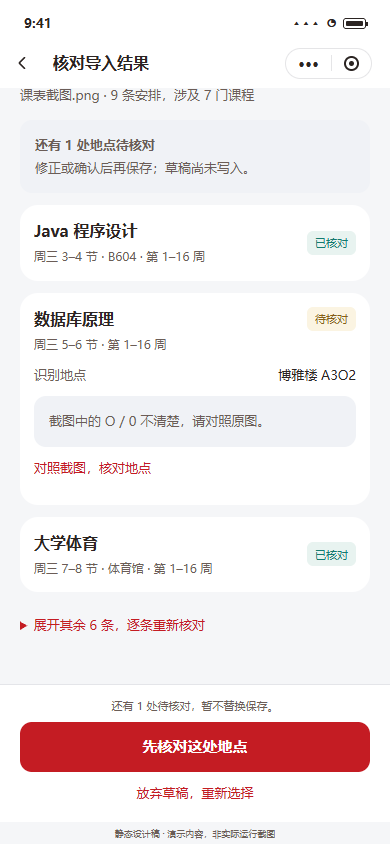 9:41
核对导入结果
课表截图.png · 9 条安排，涉及 7 门课程
还有 1 处地点待核对
修正或确认后再保存；草稿尚未写入。
Java 程序设计
已核对
周三 3–4 节 · B604 · 第 1–16 周
数据库原理
待核对
周三 5–6 节 · 第 1–16 周
识别地点
博雅楼 A3O2
截图中的 O / 0 不清楚，请对照原图。
对照截图，核对地点
大学体育
已核对
周三 7–8 节 · 体育馆 · 第 1–16 周
展开其余 6 条，逐条重新核对
还有 1 处待核对，暂不替换保存。
先核对这处地点
放弃草稿，重新选择
静态设计稿 · 演示内容，非实际运行截图